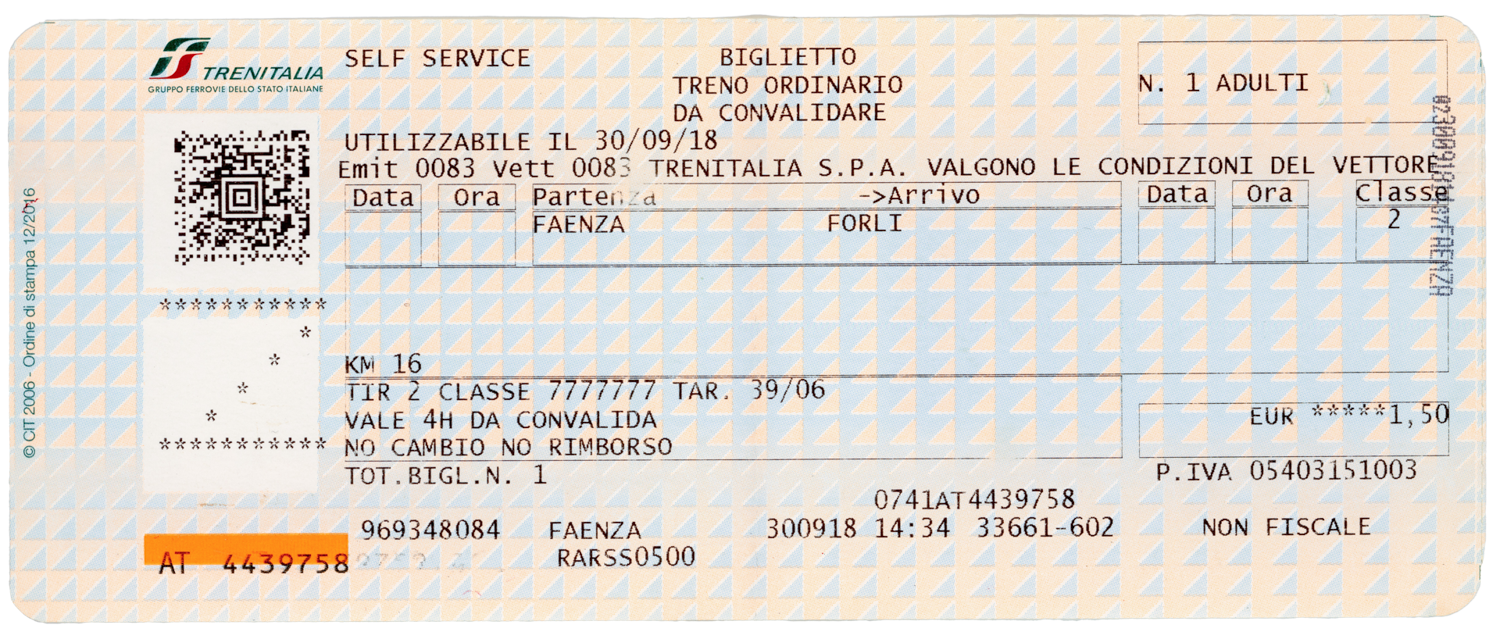 TRENITALIA
GRUPPO FERROVIE DELLO STATO ITALIANE
SELF SERVICE
BIGLIETTO
TRENO ORDINARIO
DA CONVALIDARE
N. 1 ADULTI
UTILIZZABILE IL 30/09/18
Emit 0083 Vett 0083 TRENITALIA S.P.A. VALGONO LE CONDIZIONI DEL VETTORE
Data Ora Partenza ->Arrivo Data Ora Classe
FAENZA FORLI 2
***********
*
*
*
*
***********
KM 16
TIR 2 CLASSE 7777777 TAR. 39/06
VALE 4H DA CONVALIDA
NO CAMBIO NO RIMBORSO
EUR *****1,50
TOT.BIGL.N. 1
P.IVA 05403151003
0741AT4439758
969348084 FAENZA 300918 14:34 33661-602 NON FISCALE
AT 4439758
RARSS0500
© CIT 2006 - Ordine di stampa 12/2016
FAENZA